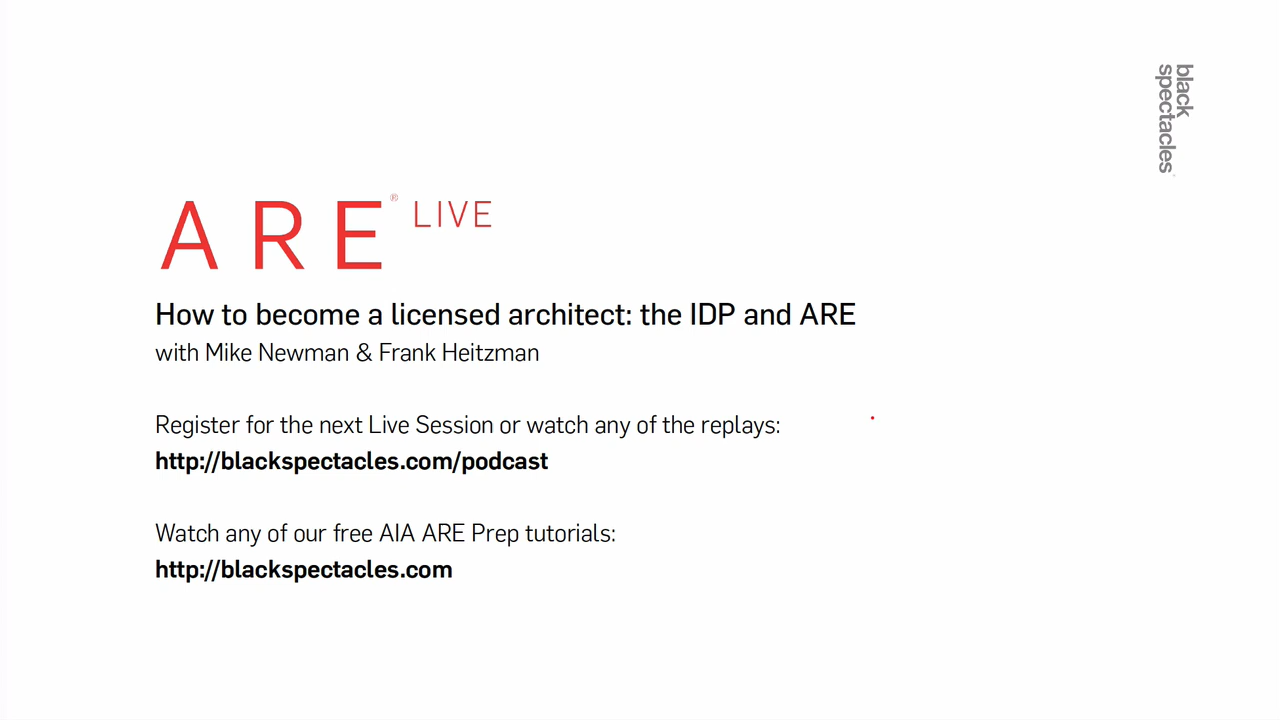 black
spectacles
ARE® LIVE
How to become a licensed architect: the IDP and ARE
with Mike Newman & Frank Heitzman
Register for the next Live Session or watch any of the replays:
http://blackspectacles.com/podcast
Watch any of our free AIA ARE Prep tutorials:
http://blackspectacles.com